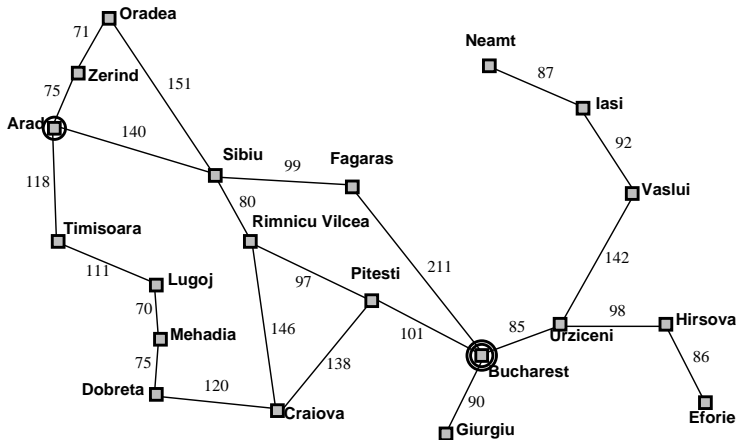 Oradea
71
Neamt
Zerind
87
75
151
Iasi
Arad
140
92
Sibiu
99
Fagaras
118
80
Vaslui
Timisoara
Rimnicu Vilcea
111
Lugoj
97
Pitesti
211
142
70
98
Hirsova
Mehadia
146
101
85
Urziceni
75
138
86
Bucharest
Dobreta
120
90
Craiova
Eforie
Giurgiu